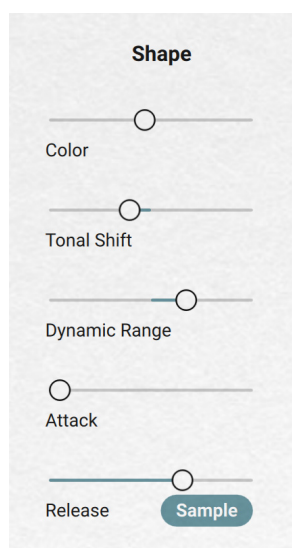 Shape
Color
Tonal Shift
Dynamic Range
Attack
Release
Sample